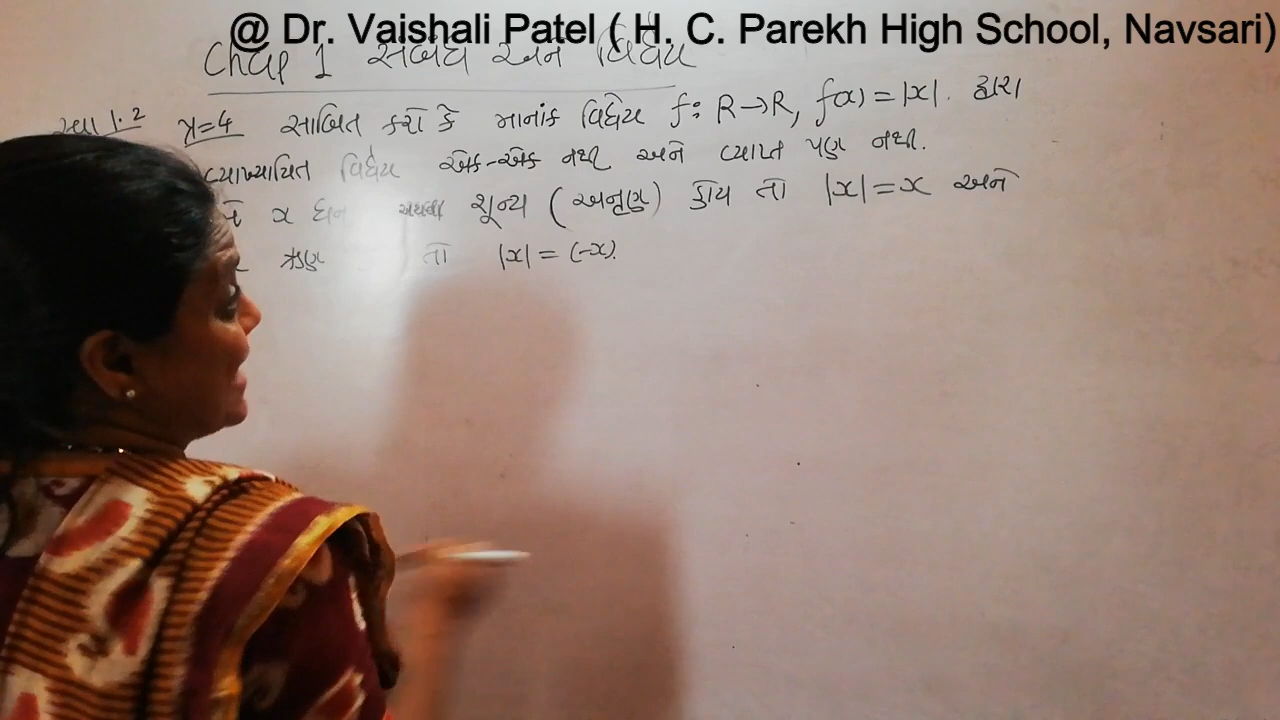 @ Dr. Vaishali Patel ( H. C. Parekh High School, Navsari)
Chap 1 સંબંધ અને વિધેય
1.2 x=4 સાબિત કરો કે માનાંક વિધેય f: R→R, f(x) = |x|. દ્વારા
વ્યાખ્યાયિત વિધેય એક-એક નથી અને વ્યાપ્ત પણ નથી.
x ધન અથવા શૂન્ય ( અનૃણ) હોય તો |x| = x અને
ઋણ તો |x| = (-x).